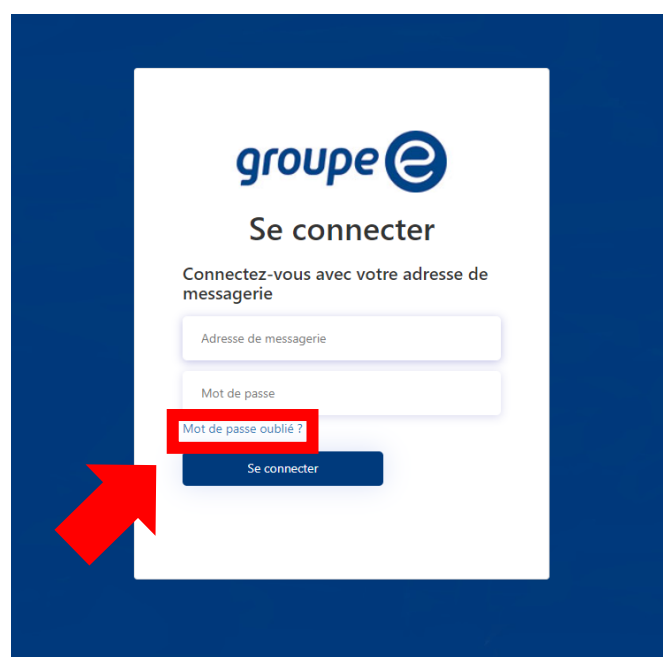 groupe e
Se connecter
Connectez-vous avec votre adresse de
messagerie
Adresse de messagerie
Mot de passe
Mot de passe oublié ?
Se connecter